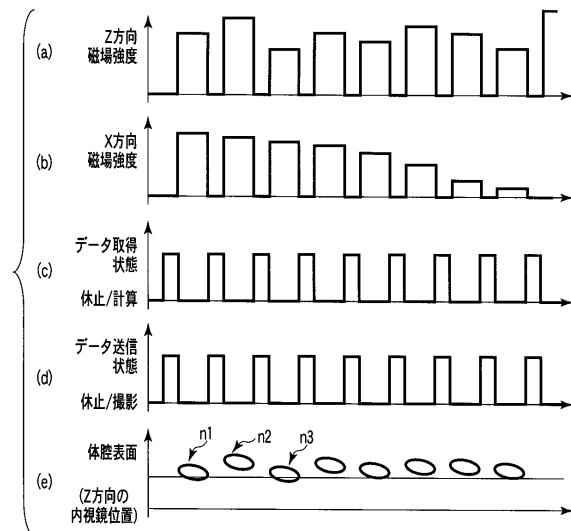 (a)
Z方向
磁場強度
(b)
X方向
磁場強度
(c)
データ取得
状態
休止/計算
(d)
データ送信
状態
休止/撮影
(e)
体腔表面
n1
n2
n3
(Z方向の
内視鏡位置)